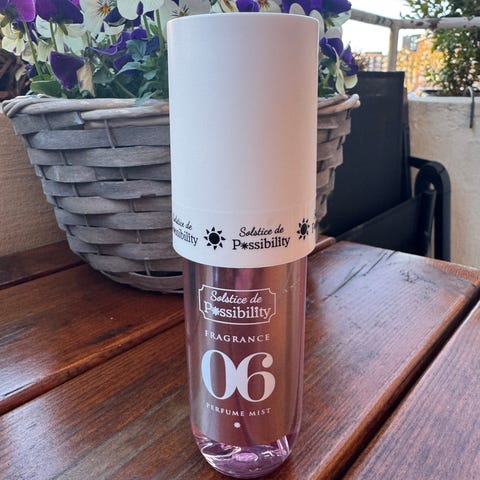 Solstice de
Possibility
Solstice de
Possibility
Solstice de
Possibility
FRAGRANCE
06
PERFUME MIST